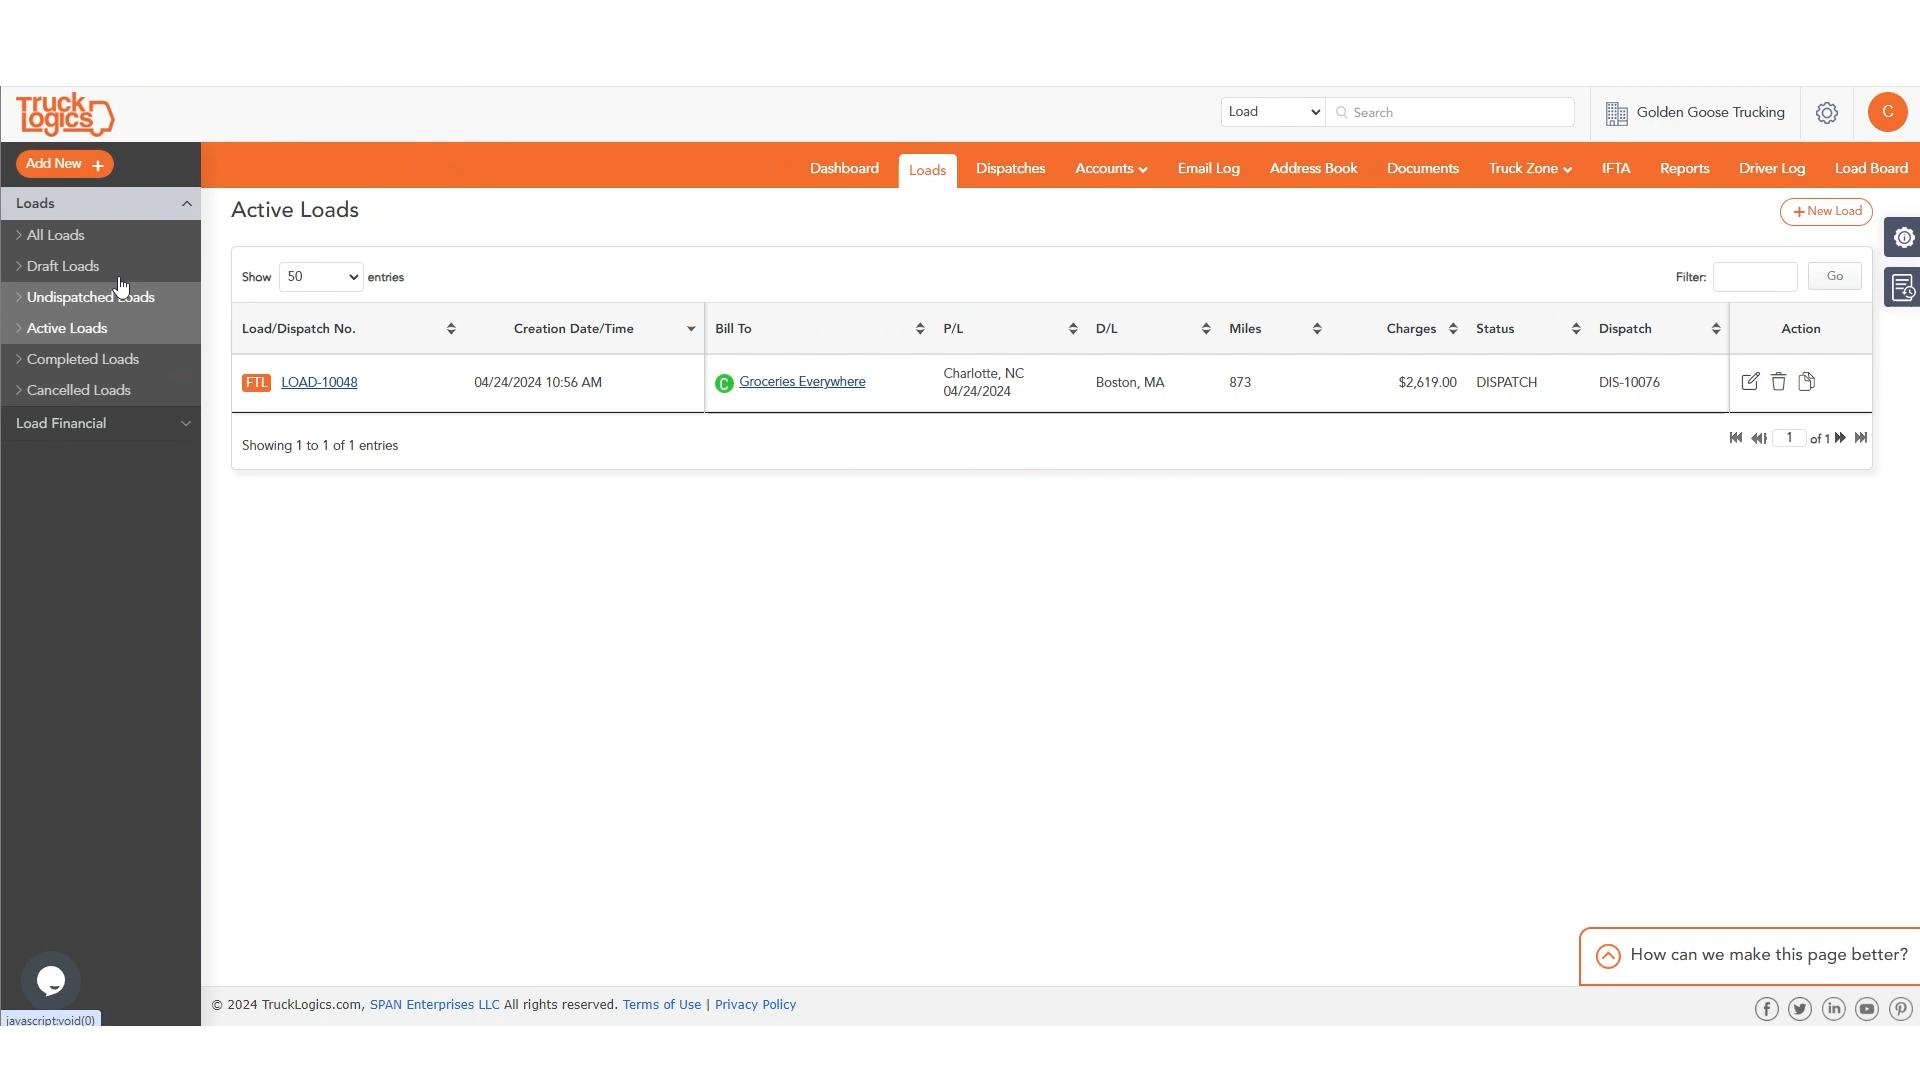 Truck
Logics
Load
Search
Golden Goose Trucking
C
Add New +
Dashboard
Loads
Dispatches
Accounts
Email Log
Address Book
Documents
Truck Zone
IFTA
Reports
Driver Log
Load Board
Loads
All Loads
Draft Loads
Undispatched Loads
Active Loads
Completed Loads
Cancelled Loads
Load Financial
Active Loads
+ New Load
Show 50 entries
Filter:
Go
Load/Dispatch No.
Creation Date/Time
Bill To
P/L
D/L
Miles
Charges
Status
Dispatch
Action
FTL LOAD-10048
04/24/2024 10:56 AM
C Groceries Everywhere
Charlotte, NC
04/24/2024
Boston, MA
873
$2,619.00
DISPATCH
DIS-10076
Showing 1 to 1 of 1 entries
1 of 1
How can we make this page better?
© 2024 TruckLogics.com, SPAN Enterprises LLC All rights reserved. Terms of Use | Privacy Policy
javascript:void(0)